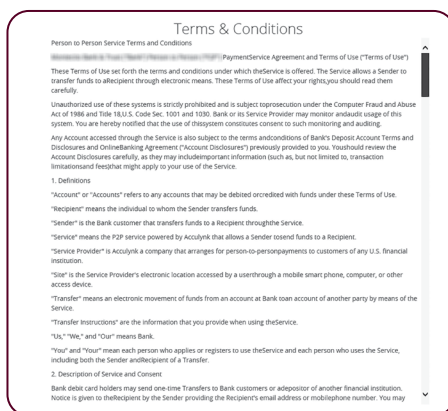 Terms & Conditions
Person to Person Service Terms and Conditions
PaymentService Agreement and Terms of Use ("Terms of Use")
These Terms of Use set forth the terms and conditions under which theService is offered. The Service allows a Sender to
transfer funds to aRecipient through electronic means. These Terms of Use affect your rights,you should read them
carefully.
Unauthorized use of these systems is strictly prohibited and is subject toprosecution under the Computer Fraud and Abuse
Act of 1986 and Title 18,U.S. Code Sec. 1001 and 1030. Bank or its Service Provider may monitor andaudit usage of this
system. You are hereby notified that the use of thissystem constitutes consent to such monitoring and auditing.
Any Account accessed through the Service is also subject to the terms andconditions of Bank's Deposit Account Terms and
Disclosures and OnlineBanking Agreement ("Account Disclosures") previously provided to you. Youshould review the
Account Disclosures carefully, as they may includeimportant information (such as, but not limited to, transaction
limitationsand fees)that might apply to your use of the Service.
1. Definitions
"Account" or "Accounts" refers to any accounts that may be debited orcredited with funds under these Terms of Use.
"Recipient" means the individual to whom the Sender transfers funds.
"Sender" is the Bank customer that transfers funds to a Recipient throughthe Service.
"Service" means the P2P service powered by Acculynk that allows a Sender tosend funds to a Recipient.
"Service Provider" is Acculynk a company that arranges for person-to-personpayments to customers of any U.S. financial
institution.
"Site" is the Service Provider's electronic location accessed by a userthrough a mobile smart phone, computer, or other
access device.
"Transfer" means an electronic movement of funds from an account at Bank toan account of another party by means of the
Service.
"Transfer Instructions" are the information that you provide when using theService.
"Us," "We," and "Our" means Bank.
"You" and "Your" mean each person who applies or registers to use theService and each person who uses the Service,
including both the Sender andRecipient of a Transfer.
2. Description of Service and Consent
Bank debit card holders may send one-time Transfers to Bank customers or adepositor of another financial institution.
Notice is given to theRecipient by the Sender providing the Recipient's email address or mobilephone number. You may